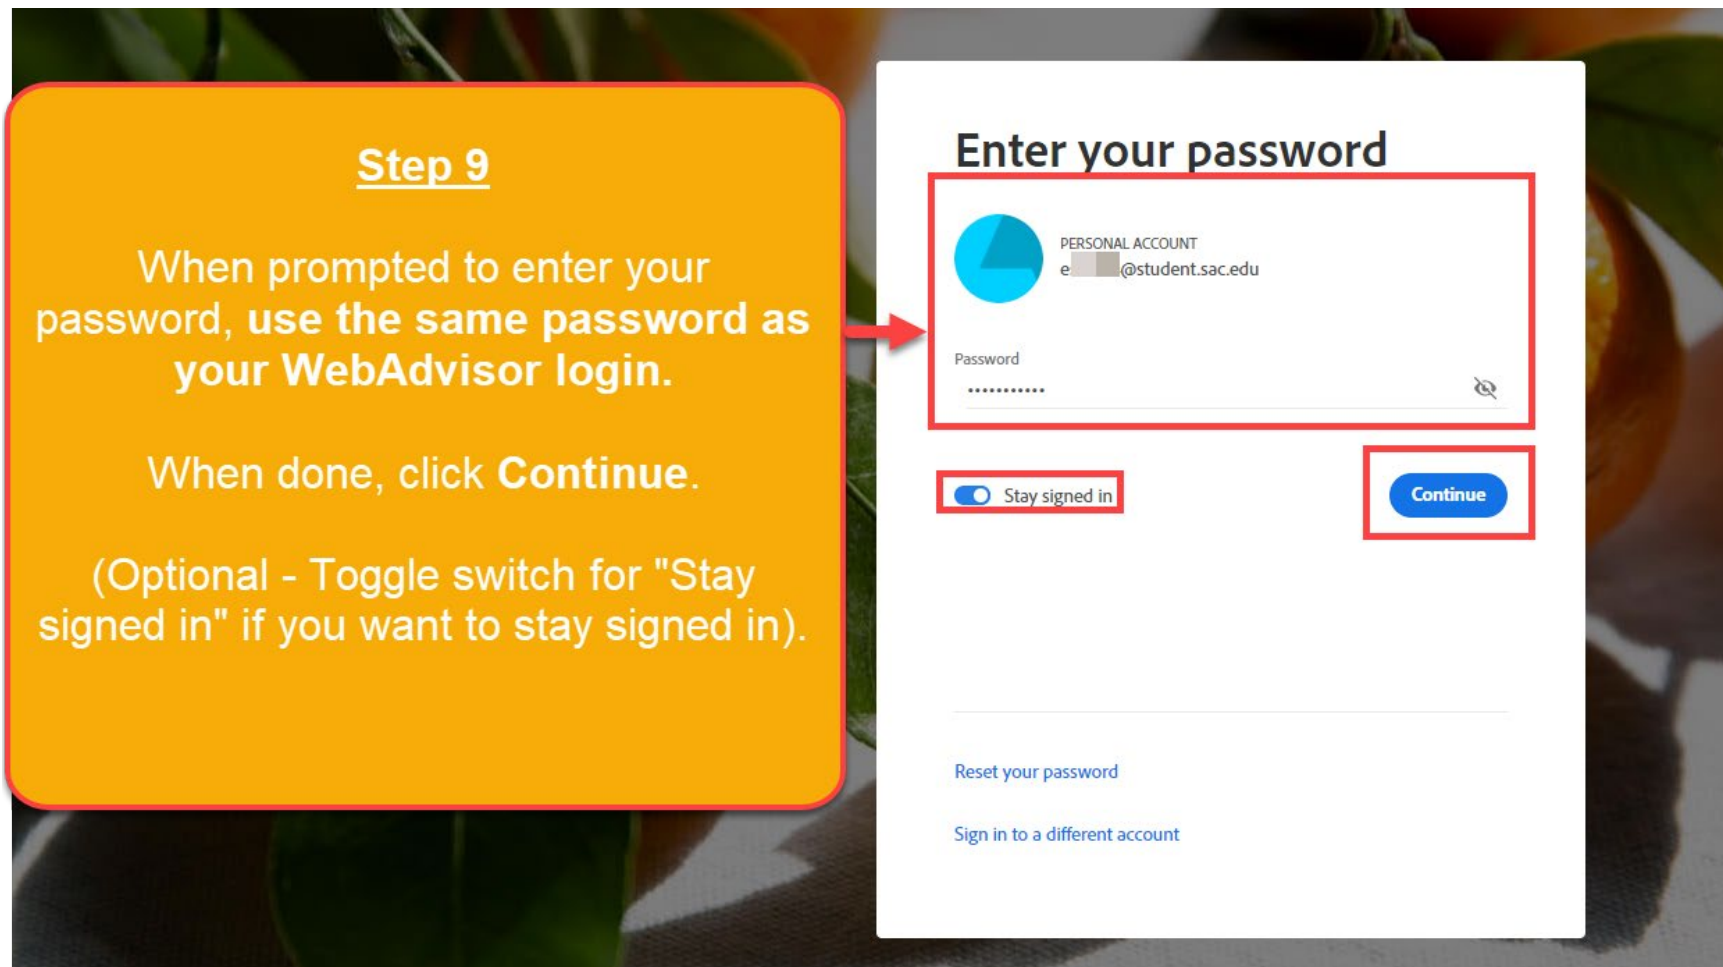 Step 9
When prompted to enter your
password, use the same password as
your WebAdvisor login.
When done, click Continue.
(Optional - Toggle switch for "Stay
signed in" if you want to stay signed in).
Enter your password
PERSONAL ACCOUNT
e @student.sac.edu
Password
•••••••••••
Stay signed in
Continue
Reset your password
Sign in to a different account